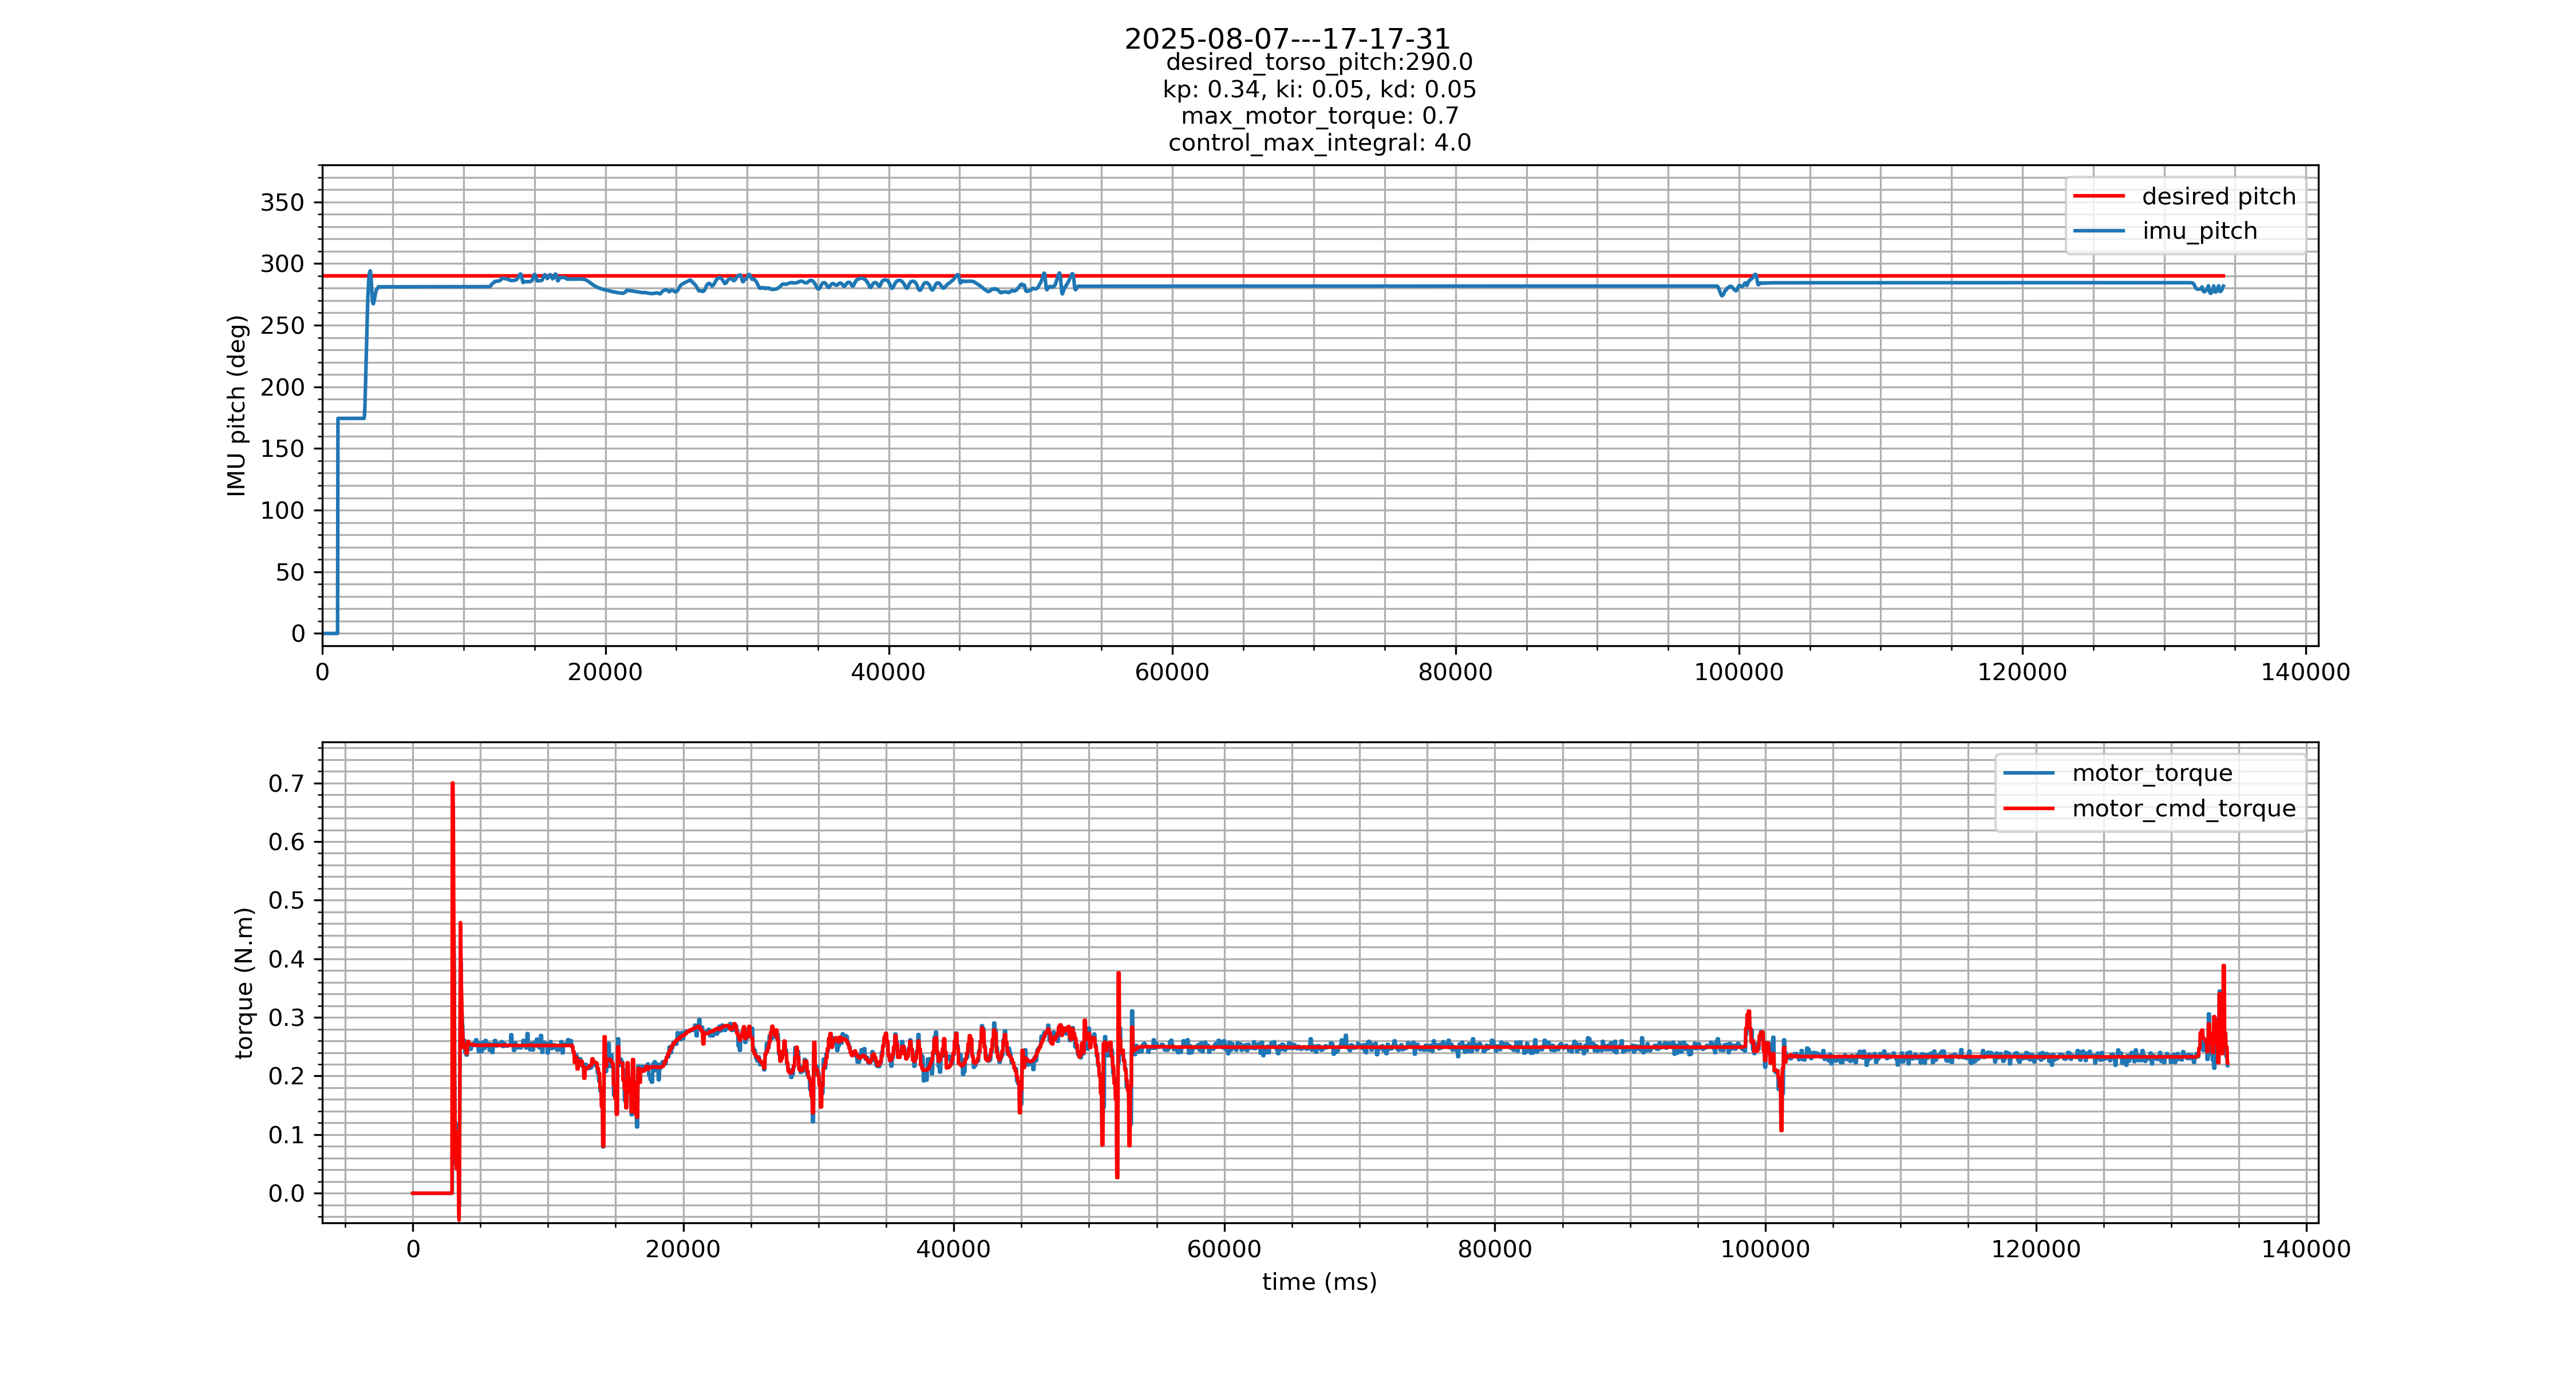 2025-08-07---17-17-31
desired_torso_pitch:290.0
kp: 0.34, ki: 0.05, kd: 0.05
max_motor_torque: 0.7
control_max_integral: 4.0
desired pitch
imu_pitch
IMU pitch (deg)
350
300
250
200
150
100
50
0
0 20000 40000 60000 80000 100000 120000 140000
motor_torque
motor_cmd_torque
torque (N.m)
0.7
0.6
0.5
0.4
0.3
0.2
0.1
0.0
0 20000 40000 60000 80000 100000 120000 140000
time (ms)